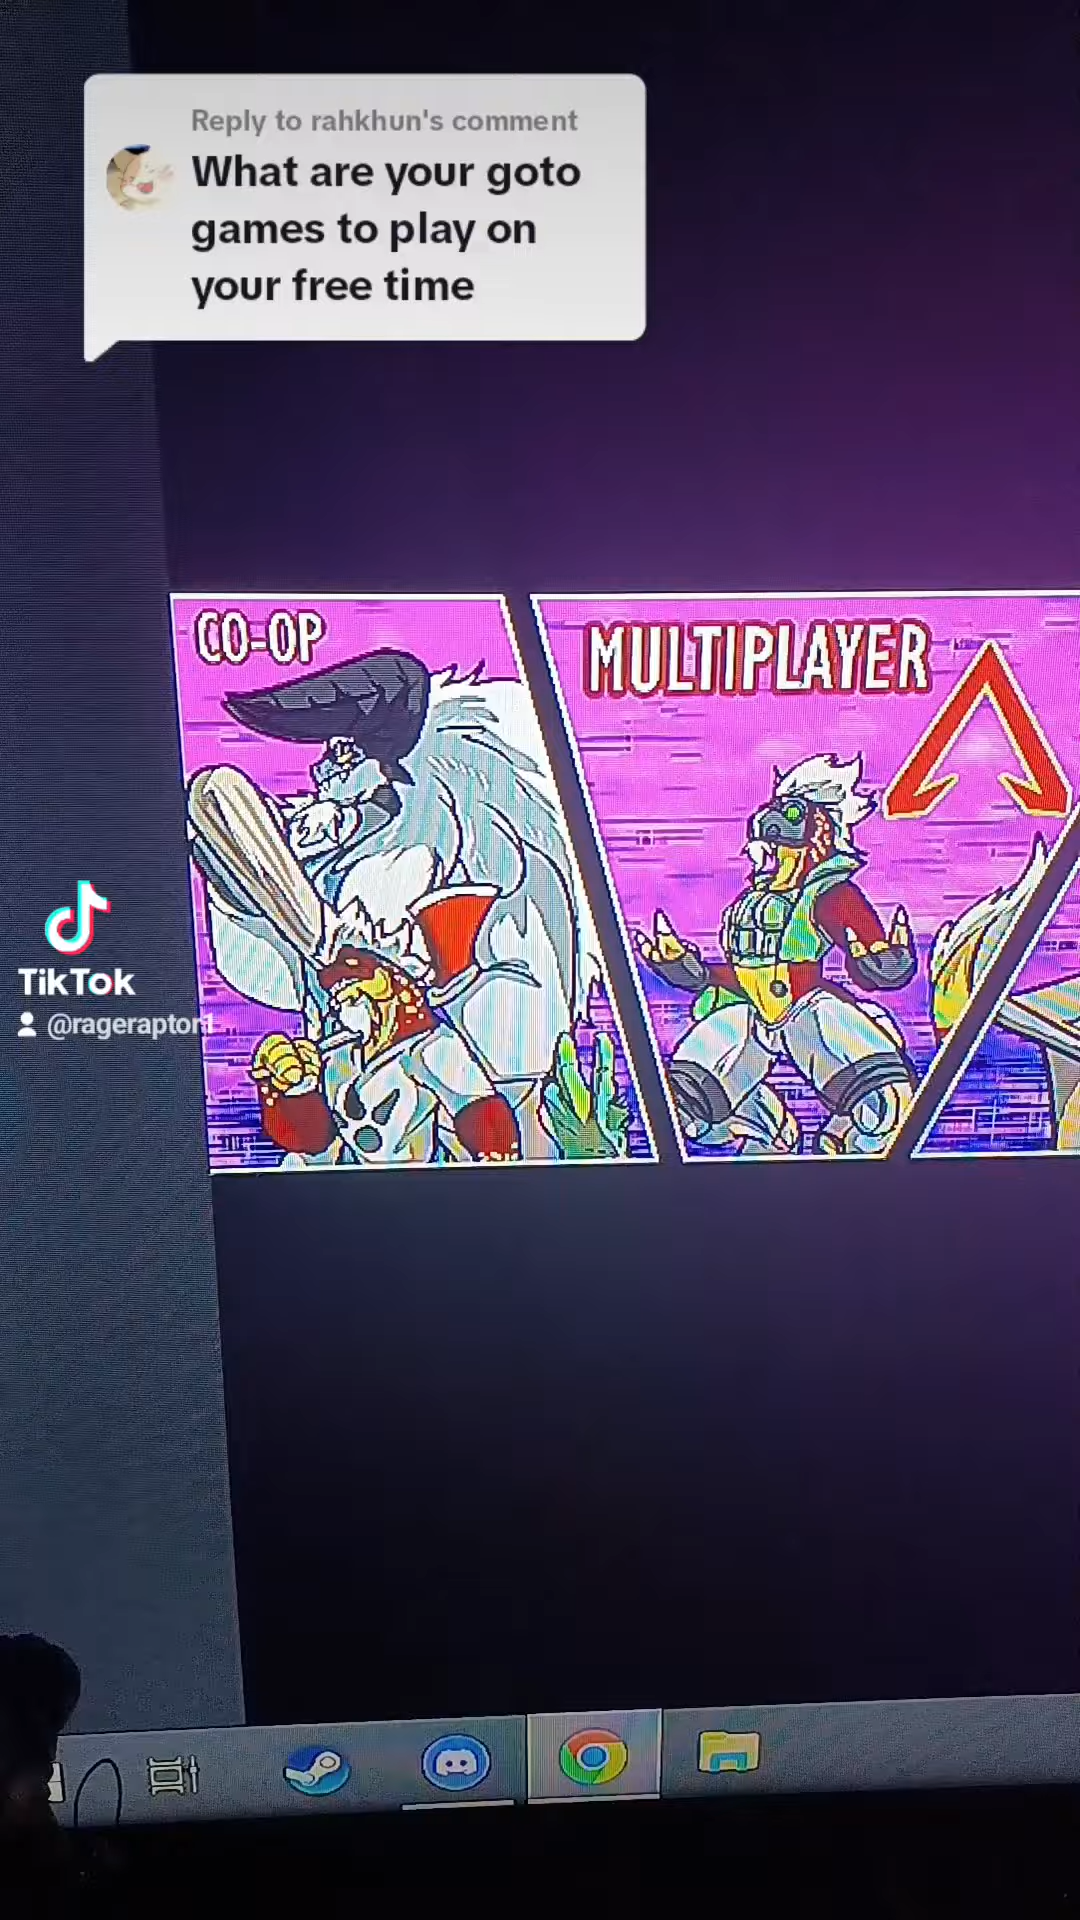 Reply to rahkhun's comment
What are your goto
games to play on
your free time
CO-OP
MULTIPLAYER
TikTok
@rageraptor1